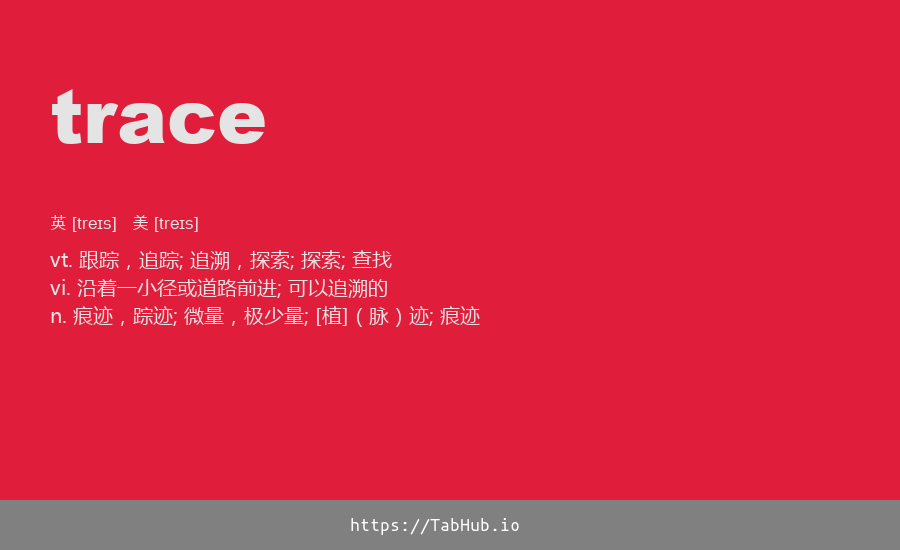 trace
英 [treɪs] 美 [treɪs]
vt. 跟踪，追踪; 追溯，探索; 探索; 查找
vi. 沿着一小径或道路前进; 可以追溯的
n. 痕迹，踪迹; 微量，极少量; [植]（脉）迹; 痕迹
https://TabHub.io